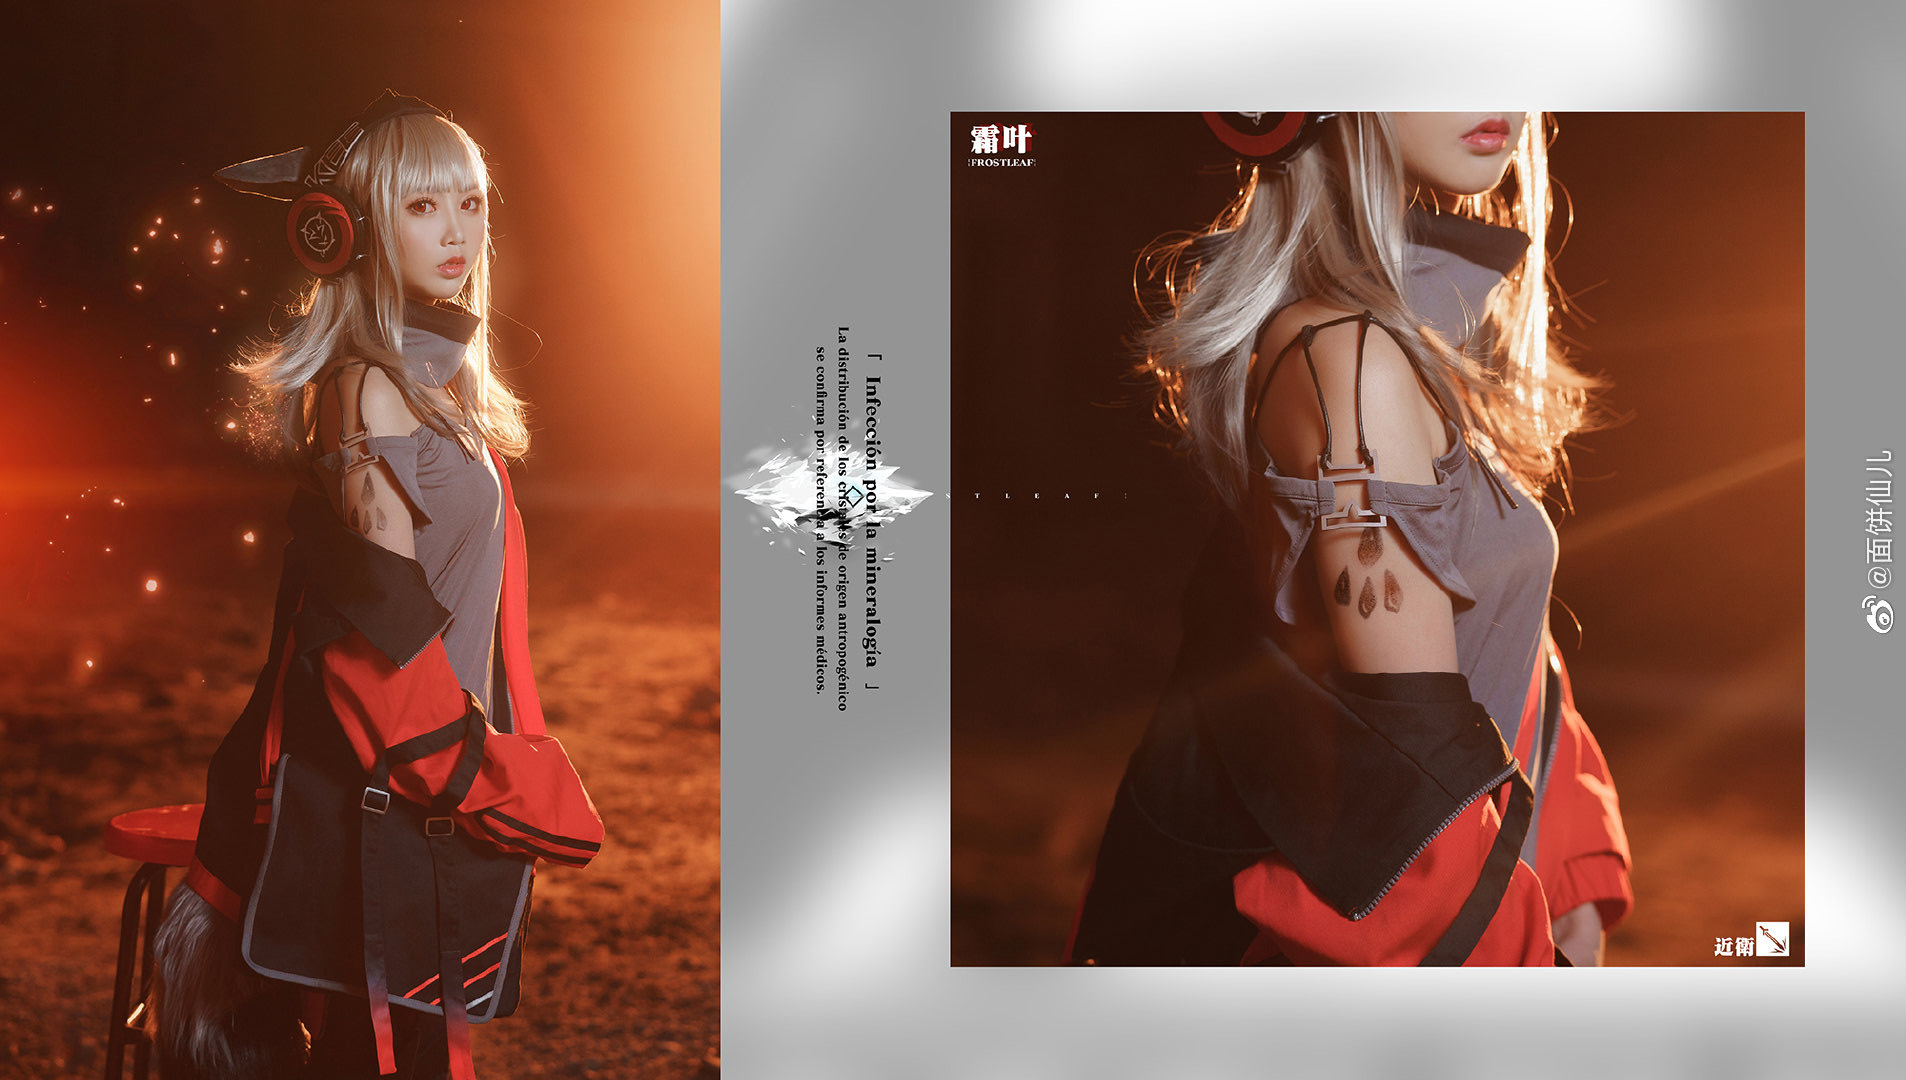 「 Infección por la mineralogía 」
La distribución de los cristales de origen antropogénico
se confirma por referencia a los informes médicos.
STLEAF:
霜叶
:FROSTLEAF:
近衛
@面饼仙儿